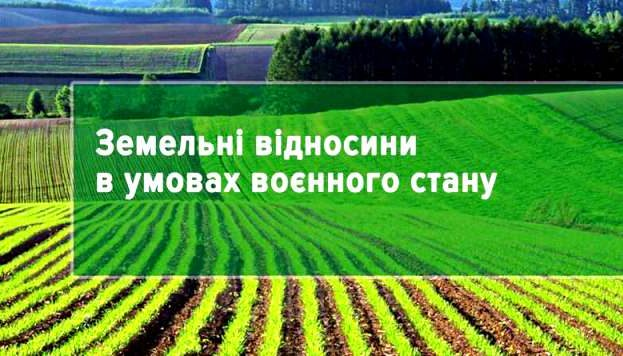 Земельні відносини
в умовах воєнного стану